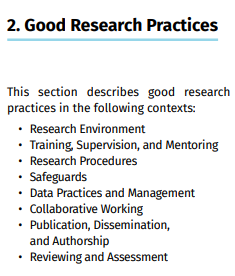 2. Good Research Practices
This section describes good research
practices in the following contexts:
• Research Environment
• Training, Supervision, and Mentoring
• Research Procedures
• Safeguards
• Data Practices and Management
• Collaborative Working
• Publication, Dissemination,
and Authorship
• Reviewing and Assessment